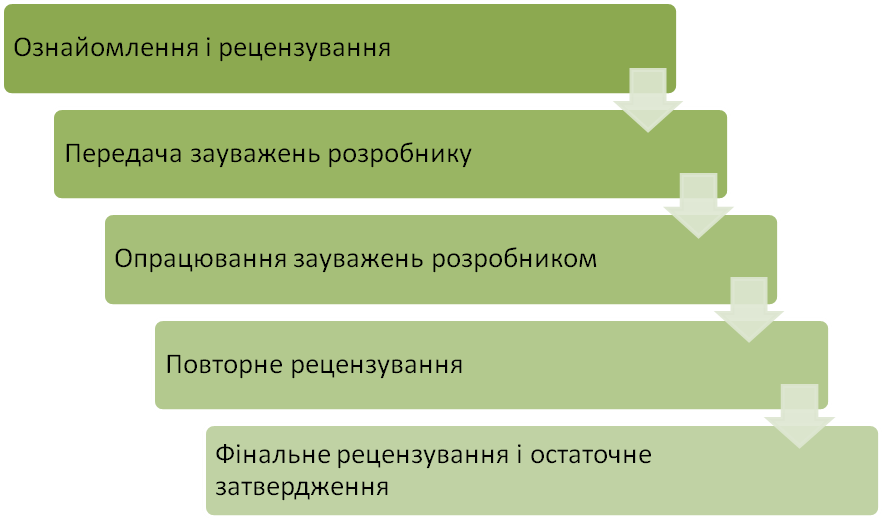 Ознайомлення і рецензування
Передача зауважень розробнику
Опрацювання зауважень розробником
Повторне рецензування
Фінальне рецензування і остаточне
затвердження